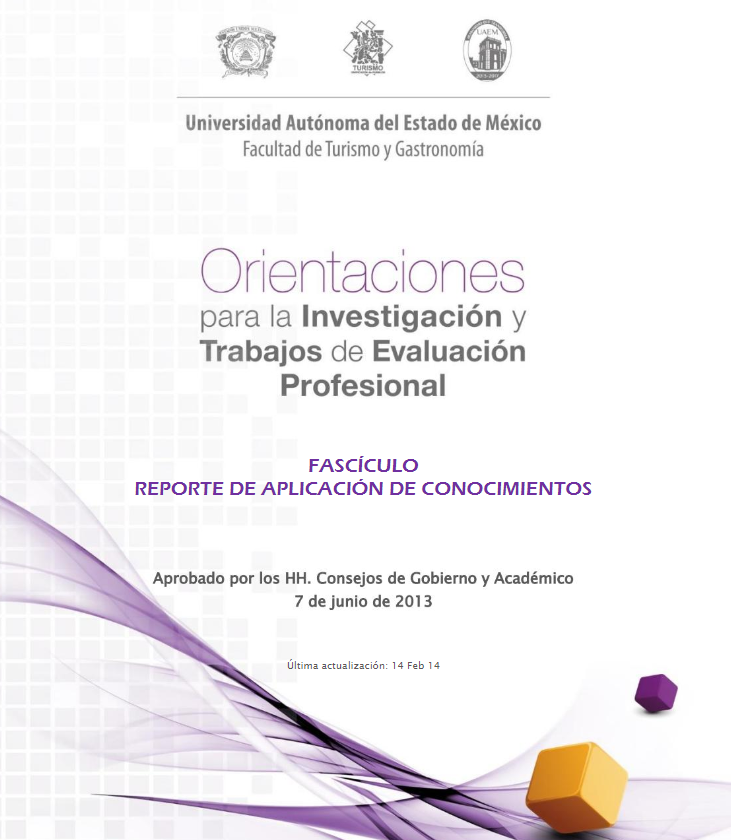 TURISMO
UAEM
Universidad Autónoma del Estado de México
Facultad de Turismo y Gastronomía
Orientaciones
para la Investigación y
Trabajos de Evaluación
Profesional
FASCÍCULO
REPORTE DE APLICACIÓN DE CONOCIMIENTOS
Aprobado por los HH. Consejos de Gobierno y Académico
7 de junio de 2013
Última actualización: 14 Feb 14